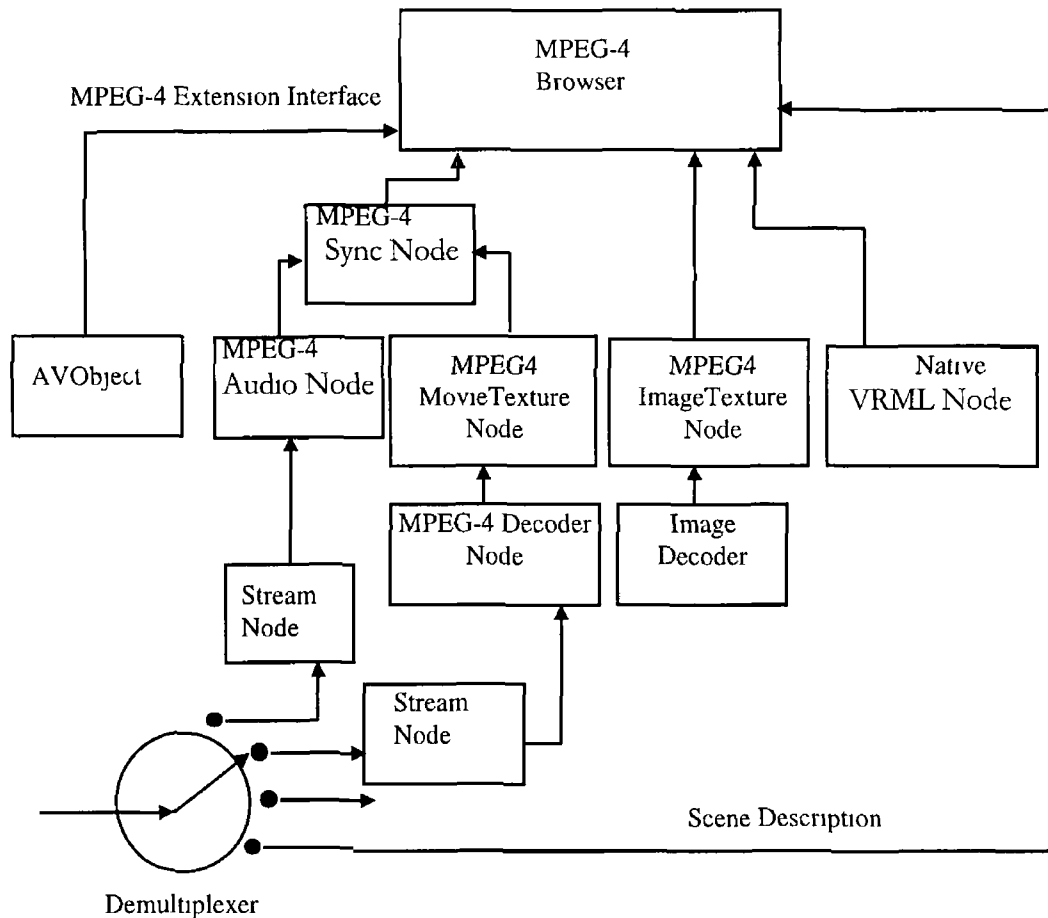 MPEG-4
Browser
MPEG-4 Extension Interface
MPEG-4
Sync Node
AVObject
MPEG-4
Audio Node
MPEG4
MovieTexture
Node
MPEG4
ImageTexture
Node
Native
VRML Node
MPEG-4 Decoder
Node
Image
Decoder
Stream
Node
Stream
Node
Scene Description
Demultiplexer